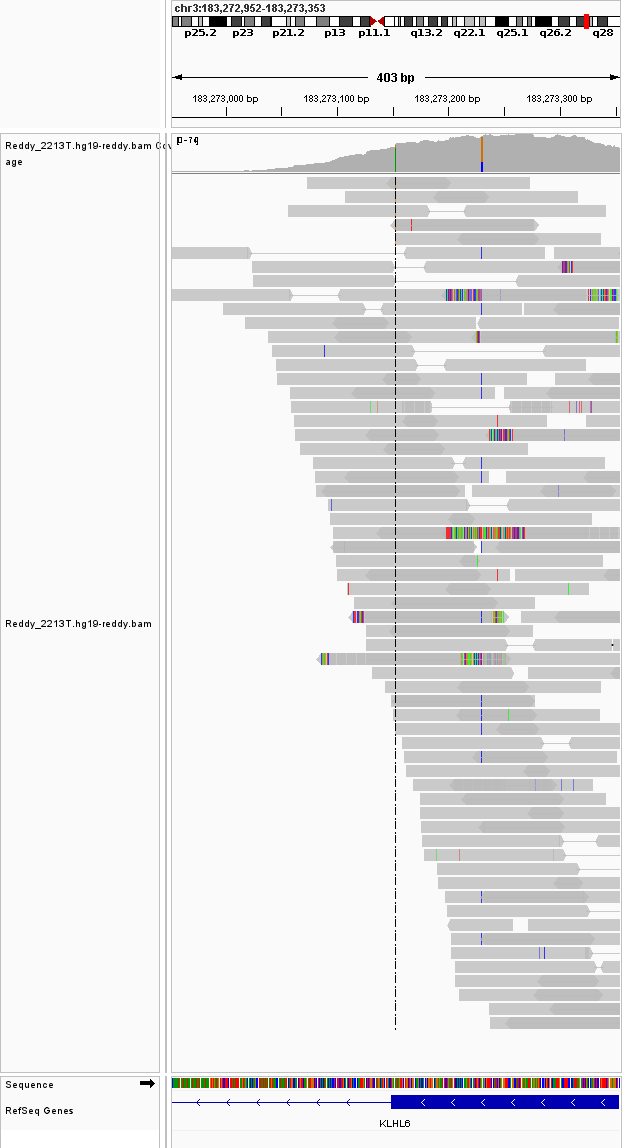 chr3:183,272,952-183,273,353
p25.2 p23 p21.2 p13 p11.1 q13.2 q22.1 q25.1 q26.2 q28
403 bp
183,273,000 bp 183,273,100 bp 183,273,200 bp 183,273,300 bp
Reddy_2213T.hg19-reddy.bam Cov
age
[0-74]
Reddy_2213T.hg19-reddy.bam
Sequence
RefSeq Genes
KLHL6